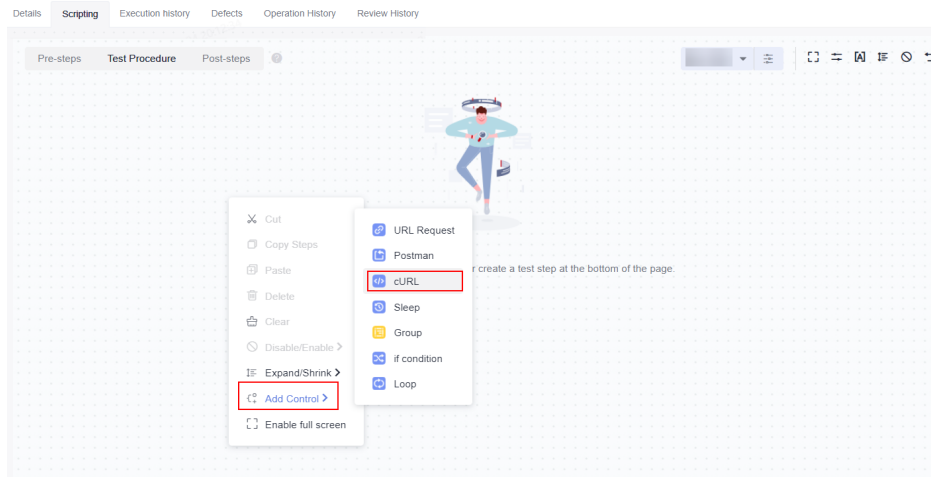 Details Scripting Execution history Defects Operation History Review History
Pre-steps Test Procedure Post-steps
r create a test step at the bottom of the page.
Cut
Copy Steps
Paste
Delete
Clear
Disable/Enable
Expand/Shrink
Add Control
Enable full screen
URL Request
Postman
cURL
Sleep
Group
if condition
Loop